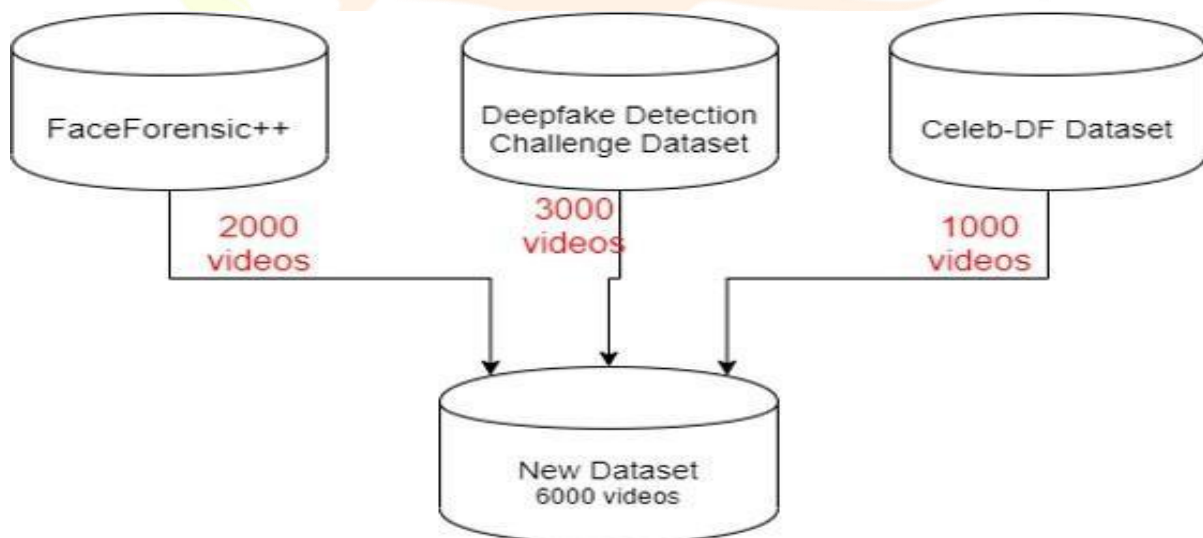 FaceForensic++
Deepfake Detection
Challenge Dataset
Celeb-DF Dataset
2000
videos
3000
videos
1000
videos
New Dataset
6000 videos